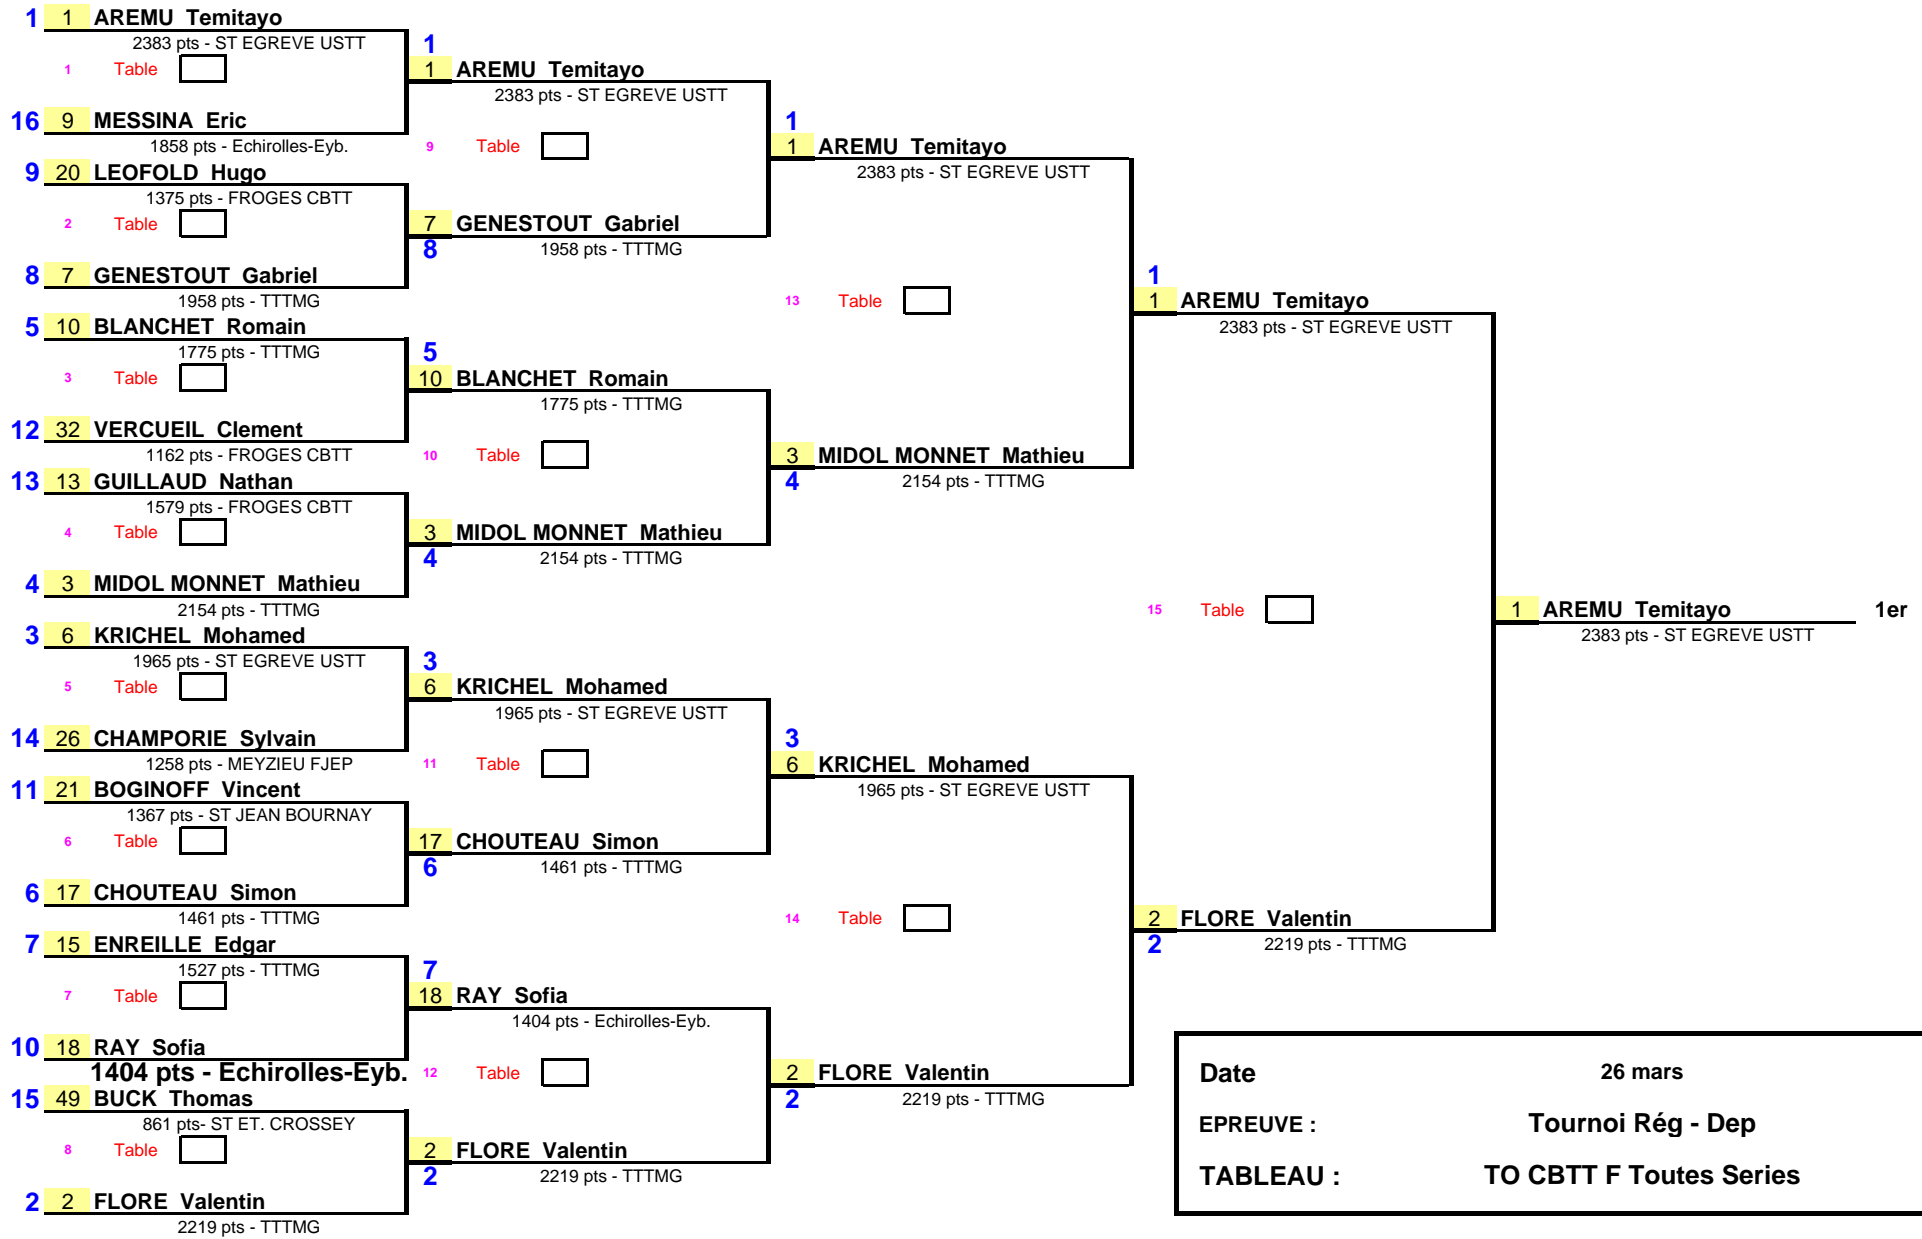 1 1 AREMU Temitayo
2383 pts - ST EGREVE USTT
1 Table
16 9 MESSINA Eric
1858 pts - Echirolles-Eyb.
9 20 LEOFOLD Hugo
1375 pts - FROGES CBTT
2 Table
8 7 GENESTOUT Gabriel
1958 pts - TTTMG
5 10 BLANCHET Romain
1775 pts - TTTMG
3 Table
12 32 VERCUEIL Clement
1162 pts - FROGES CBTT
13 13 GUILLAUD Nathan
1579 pts - FROGES CBTT
4 Table
4 3 MIDOL MONNET Mathieu
2154 pts - TTTMG
3 6 KRICHEL Mohamed
1965 pts - ST EGREVE USTT
5 Table
14 26 CHAMPORIE Sylvain
1258 pts - MEYZIEU FJEP
11 21 BOGINOFF Vincent
1367 pts - ST JEAN BOURNAY
6 Table
6 17 CHOUTEAU Simon
1461 pts - TTTMG
7 15 ENREILLE Edgar
1527 pts - TTTMG
7 Table
10 18 RAY Sofia
1404 pts - Echirolles-Eyb.
15 49 BUCK Thomas
861 pts- ST ET. CROSSEY
8 Table
2 2 FLORE Valentin
2219 pts - TTTMG
1
1 AREMU Temitayo
2383 pts - ST EGREVE USTT
9 Table
7 GENESTOUT Gabriel
8 1958 pts - TTTMG
5
10 BLANCHET Romain
1775 pts - TTTMG
10 Table
3 MIDOL MONNET Mathieu
4 2154 pts - TTTMG
3
6 KRICHEL Mohamed
1965 pts - ST EGREVE USTT
11 Table
17 CHOUTEAU Simon
6 1461 pts - TTTMG
7
18 RAY Sofia
1404 pts - Echirolles-Eyb.
12 Table
2 FLORE Valentin
2 2219 pts - TTTMG
1
1 AREMU Temitayo
2383 pts - ST EGREVE USTT
13 Table
3 MIDOL MONNET Mathieu
4 2154 pts - TTTMG
3
6 KRICHEL Mohamed
1965 pts - ST EGREVE USTT
14 Table
2 FLORE Valentin
2 2219 pts - TTTMG
1
1 AREMU Temitayo
2383 pts - ST EGREVE USTT
15 Table
2 FLORE Valentin
2 2219 pts - TTTMG
1 AREMU Temitayo 1er
2383 pts - ST EGREVE USTT
Date 26 mars
EPREUVE : Tournoi Rég - Dep
TABLEAU : TO CBTT F Toutes Series